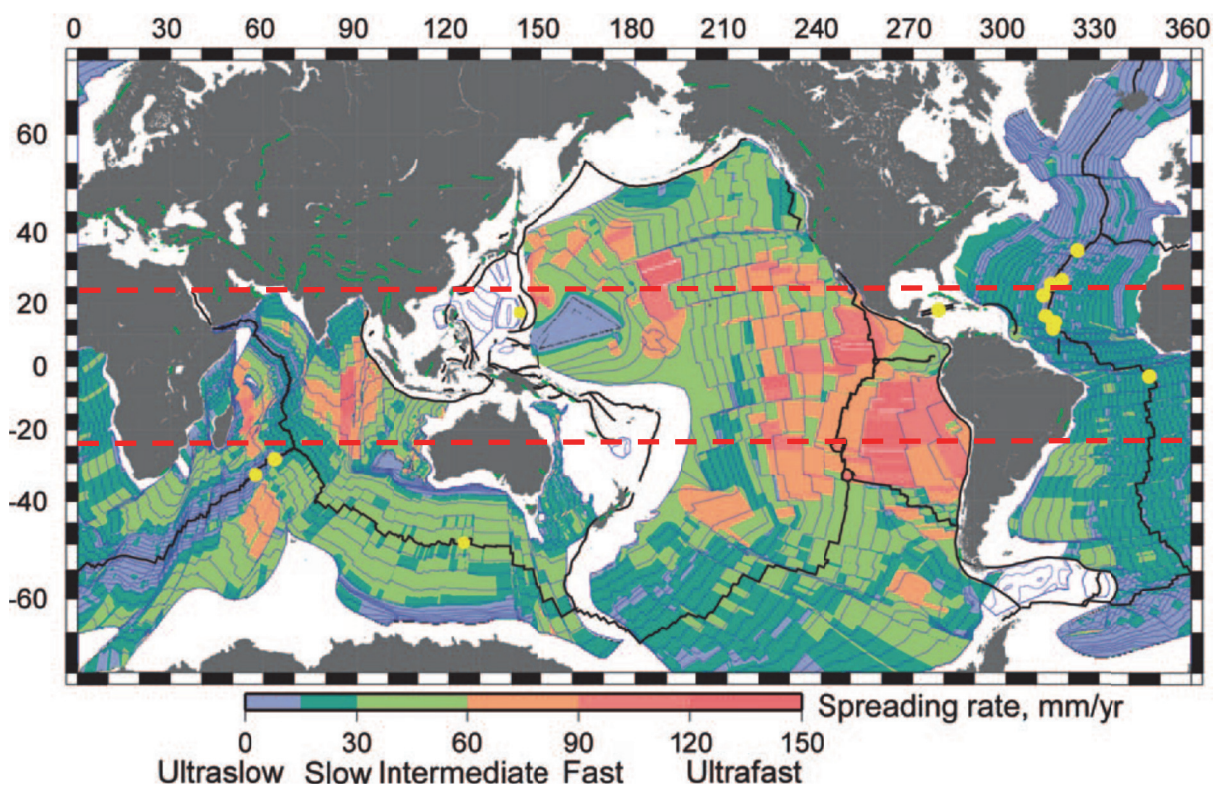 0 30 60 90 120 150 180 210 240 270 300 330 360
60
40
20
0
-20
-40
-60
Spreading rate, mm/yr
0 30 60 90 120 150
Ultraslow Slow Intermediate Fast Ultrafast